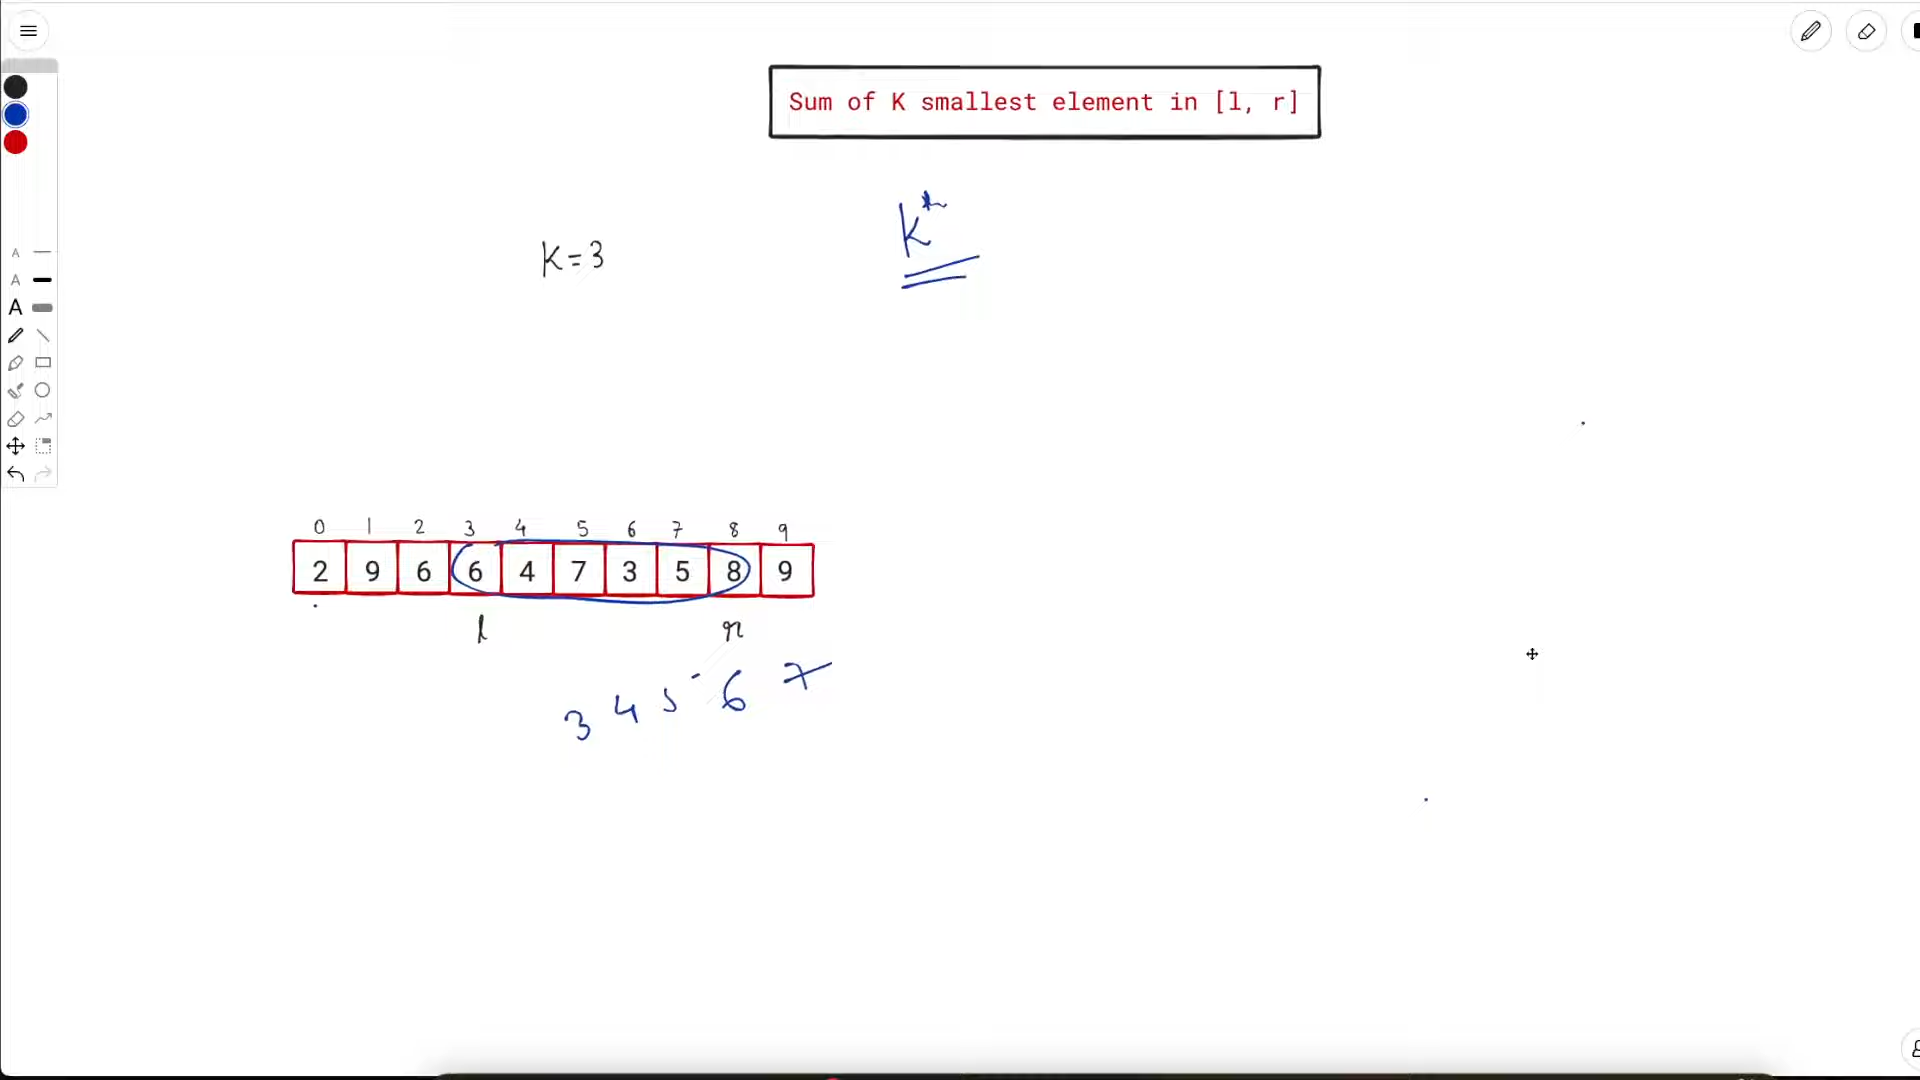 Sum of K smallest element in [l, r]
Kth
K=3
A
A
A
0 1 2 3 4 5 6 7 8 9
2 9 6 6 4 7 3 5 8 9
l r
3 4 5 6 7